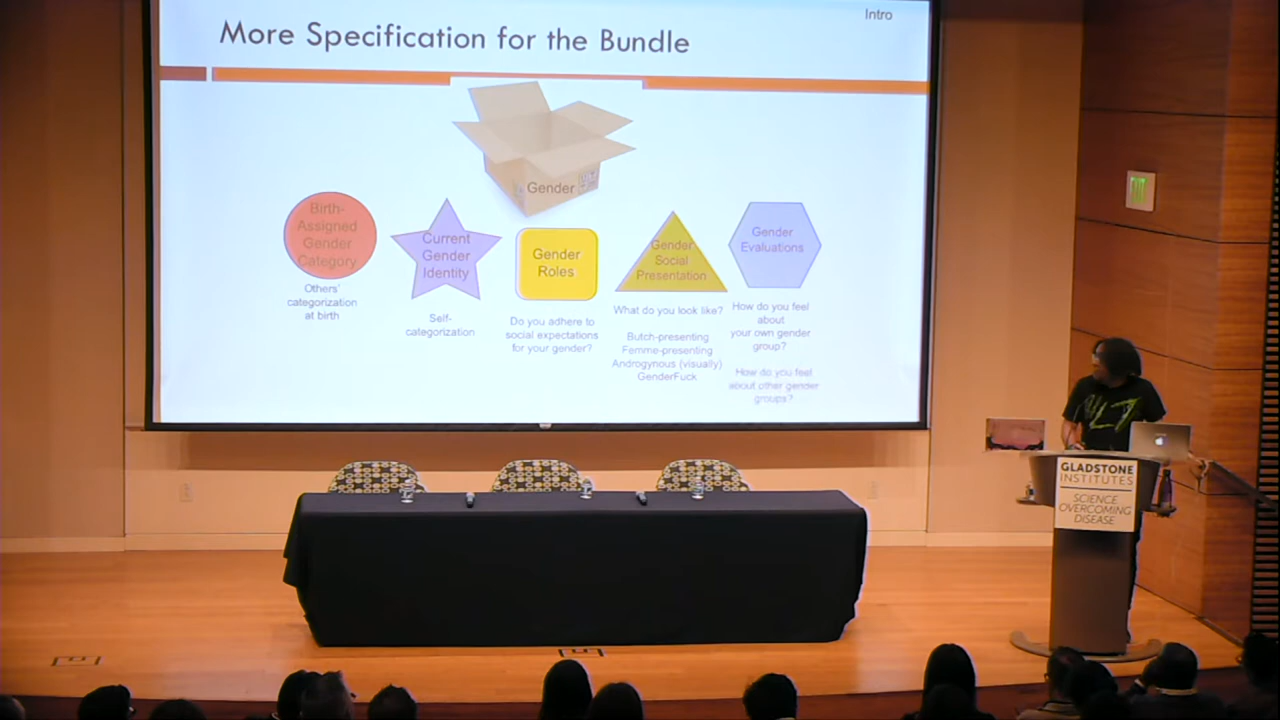 Intro
More Specification for the Bundle
Gender
Birth-
Assigned
Gender
Category
Others'
categorization
at birth
Current
Gender
Identity
Self-
categorization
Gender
Roles
Do you adhere to
social expectations
for your gender?
Gender
Social
Presentation
What do you look like?
Butch-presenting
Femme-presenting
Androgynous (visually)
GenderFuck
Gender
Evaluations
How do you feel
about
your own gender
group?
How do you feel
about other gender
groups?
GLADSTONE
INSTITUTES
SCIENCE
OVERCOMING
DISEASE